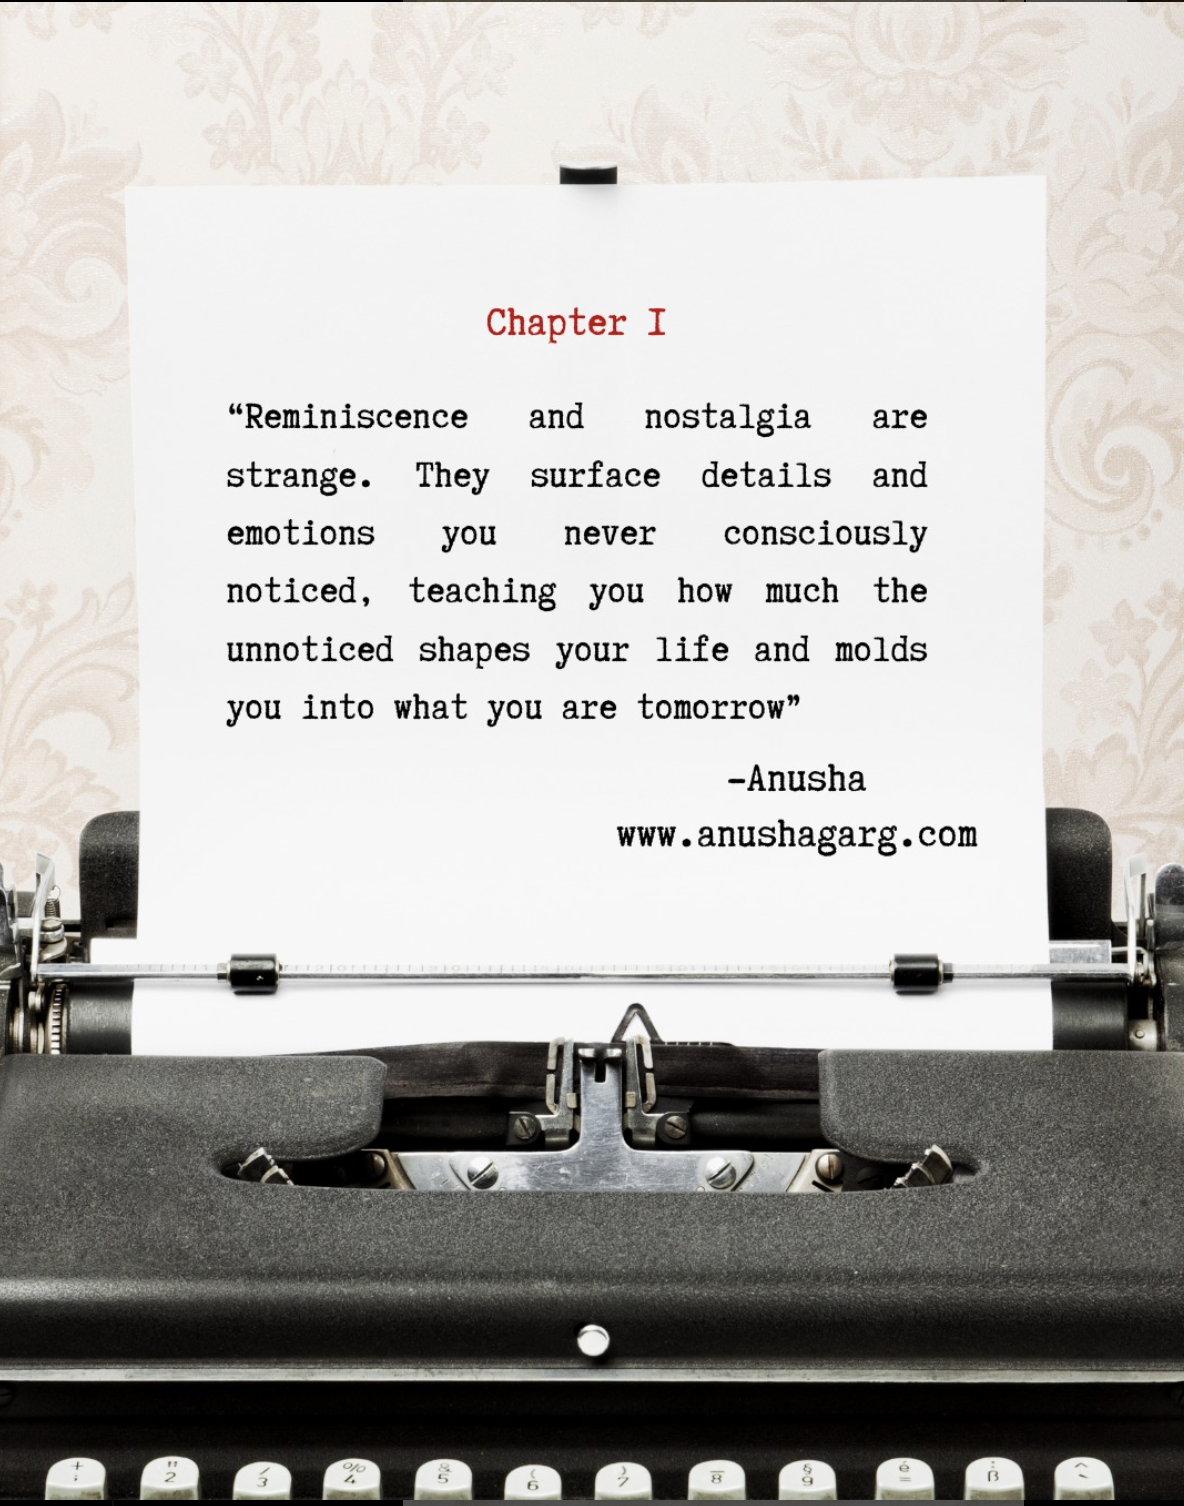 Chapter I
“Reminiscence and nostalgia are
strange. They surface details and
emotions you never consciously
noticed, teaching you how much the
unnoticed shapes your life and molds
you into what you are tomorrow”
-Anusha
www.anushagarg.com
+ " / % & ( ) _ § é : ^
; 2 3 4 5 6 7 8 9 = ß `